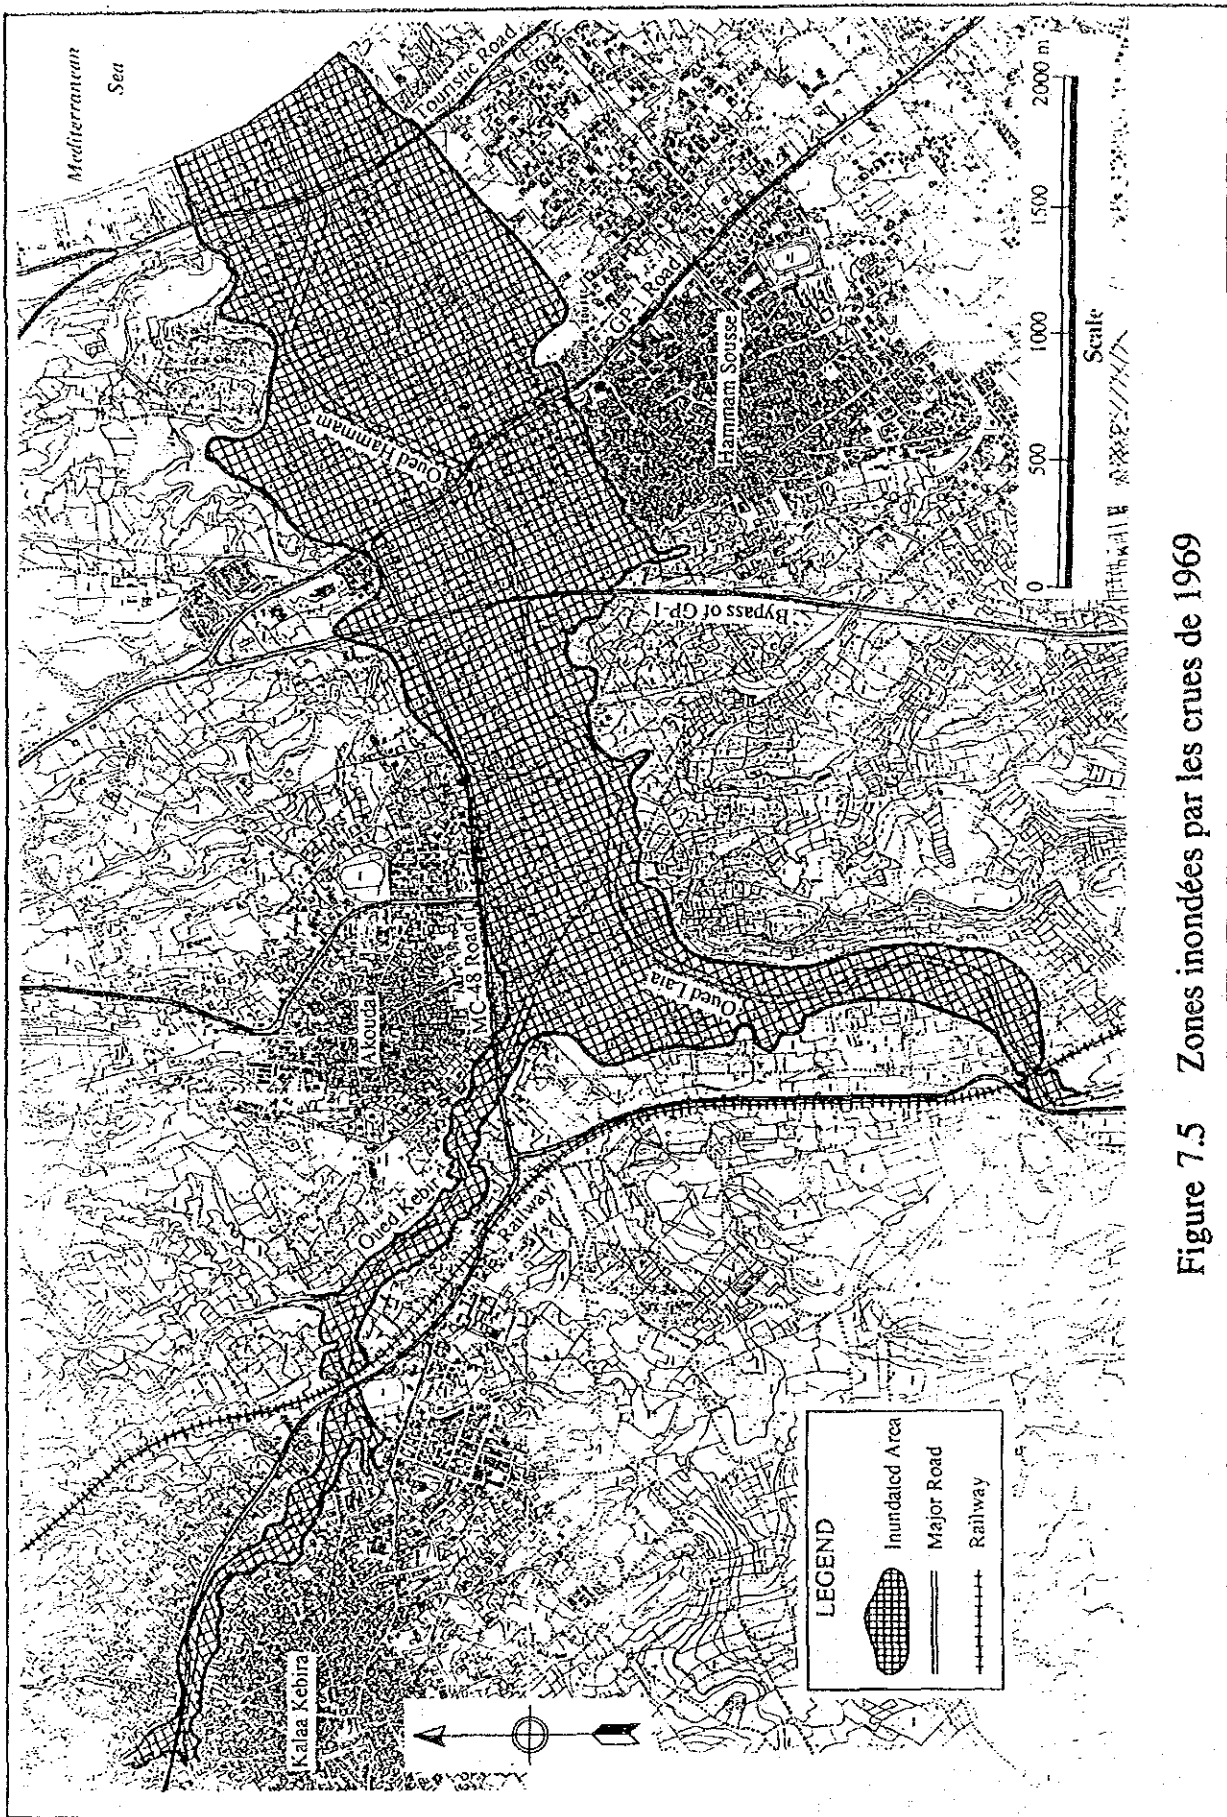 Mediterranean
Sea
Touristic Road
GP-1 Road
Oued Hammam
Hammam Sousse
Bypass of GP-1
Akouda
MC-48 Road
Oued Laia
Oued Kebir
Railway
Kalaa Kebira
LEGEND
Inundated Area
Major Road
Railway
0 500 1000 1500 2000 m
Scale
Figure 7.5 Zones inondées par les crues de 1969